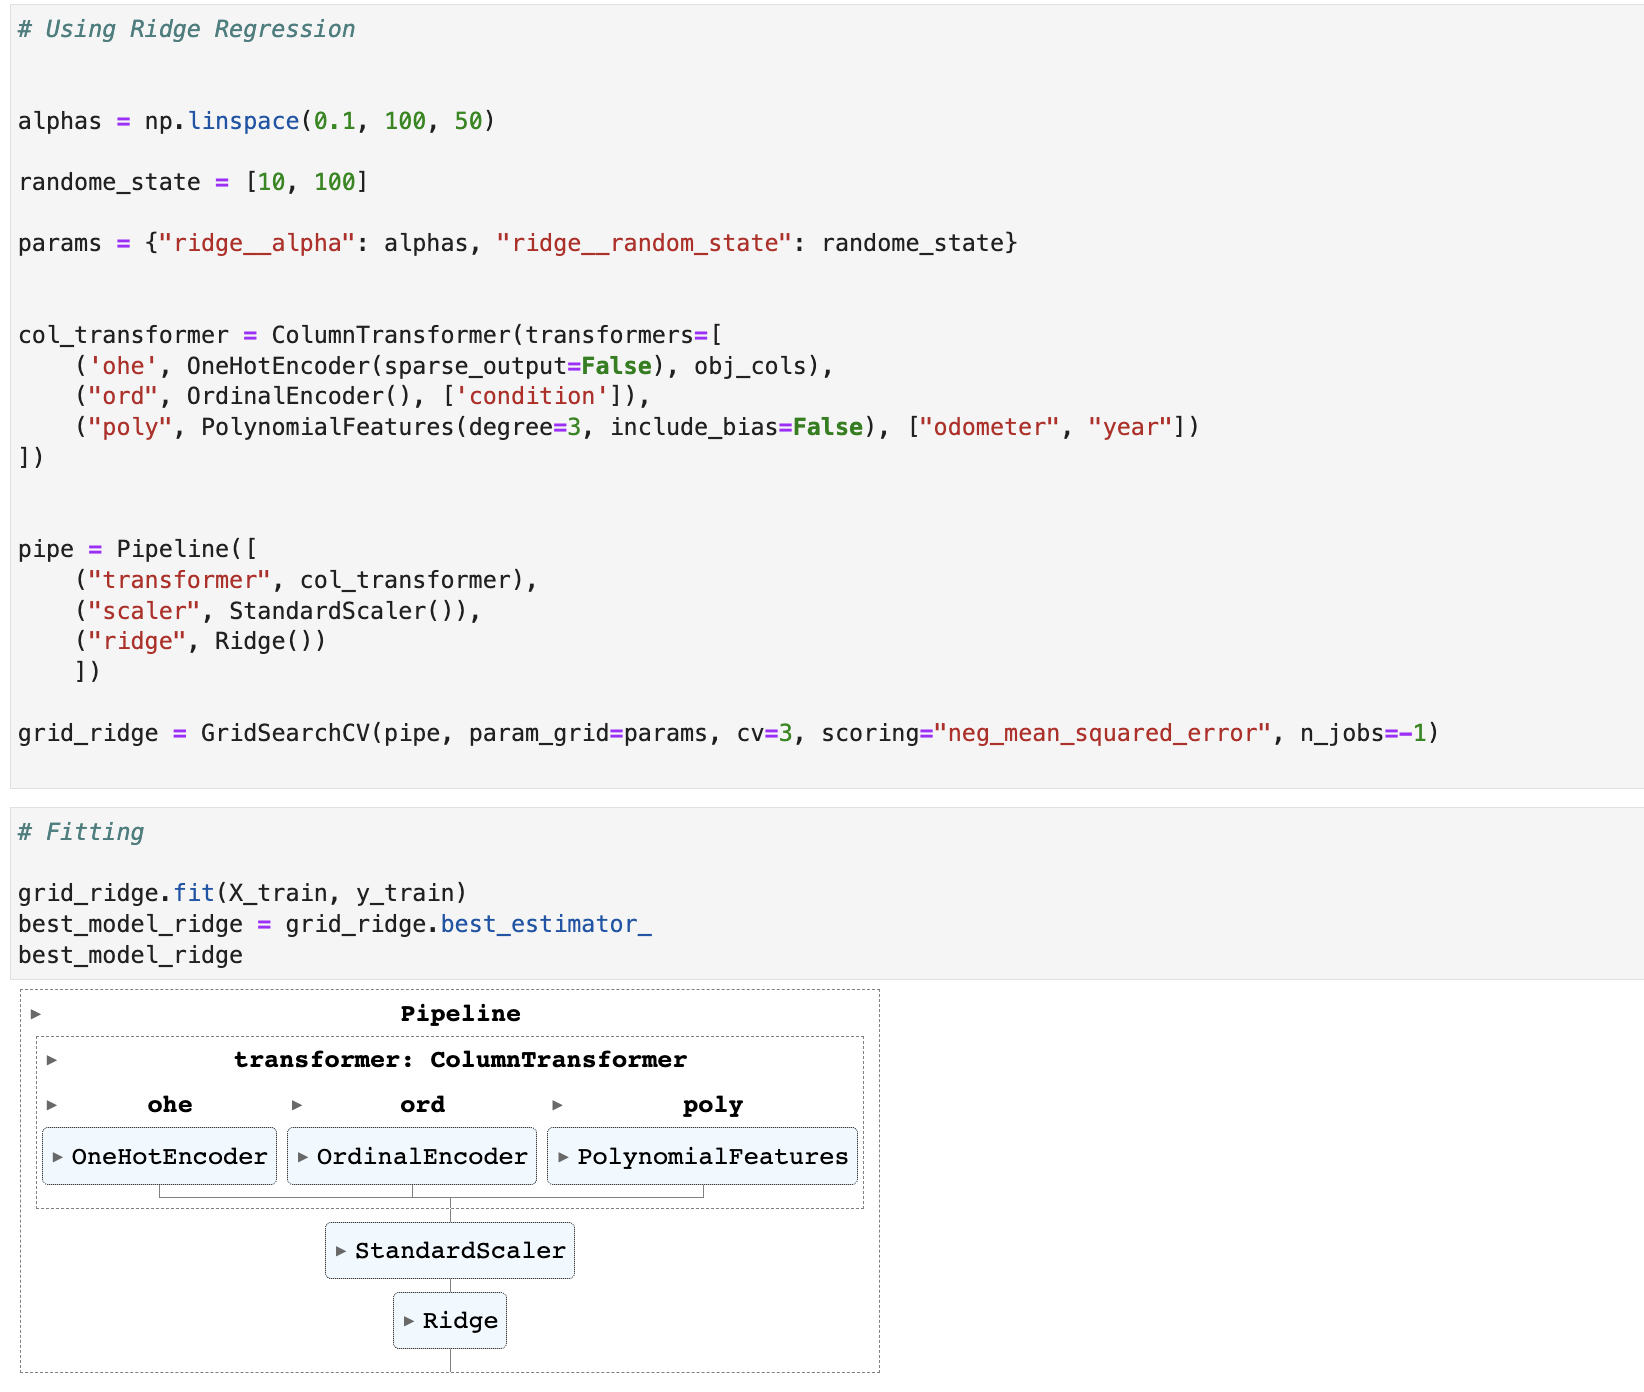 # Using Ridge Regression
alphas = np.linspace(0.1, 100, 50)
randome_state = [10, 100]
params = {"ridge__alpha": alphas, "ridge__random_state": randome_state}
col_transformer = ColumnTransformer(transformers=[
    ('ohe', OneHotEncoder(sparse_output=False), obj_cols),
    ("ord", OrdinalEncoder(), ['condition']),
    ("poly", PolynomialFeatures(degree=3, include_bias=False), ["odometer", "year"])
])
pipe = Pipeline([
    ("transformer", col_transformer),
    ("scaler", StandardScaler()),
    ("ridge", Ridge())
    ])
grid_ridge = GridSearchCV(pipe, param_grid=params, cv=3, scoring="neg_mean_squared_error", n_jobs=-1)
# Fitting
grid_ridge.fit(X_train, y_train)
best_model_ridge = grid_ridge.best_estimator_
best_model_ridge
Pipeline
transformer: ColumnTransformer
ohe ord poly
OneHotEncoder OrdinalEncoder PolynomialFeatures
StandardScaler
Ridge